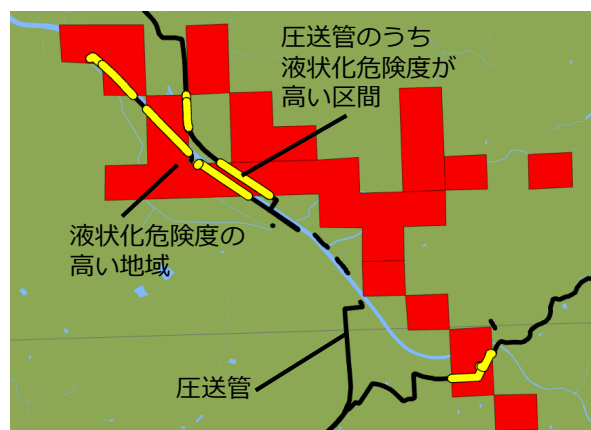 圧送管のうち
液状化危険度が
高い区間
液状化危険度の
高い地域
圧送管